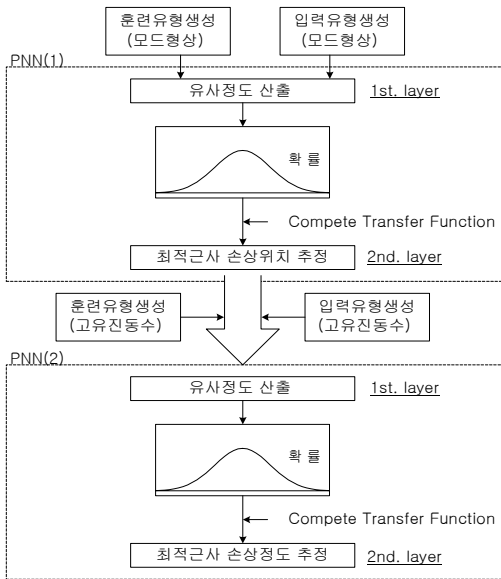 훈련유형생성
(모드형상)
입력유형생성
(모드형상)
PNN(1)
유사정도 산출
1st. layer
확 률
Compete Transfer Function
최적근사 손상위치 추정
2nd. layer
훈련유형생성
(고유진동수)
입력유형생성
(고유진동수)
PNN(2)
유사정도 산출
1st. layer
확 률
Compete Transfer Function
최적근사 손상정도 추정
2nd. layer